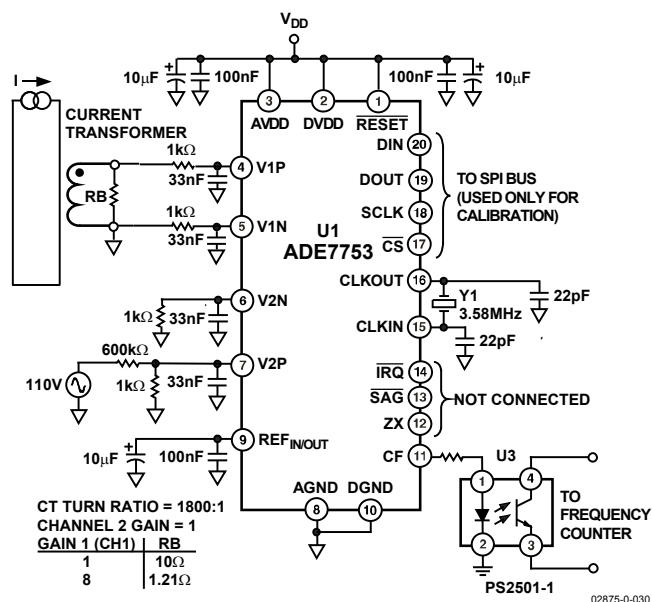 V_DD
10µF
100nF
100nF
10µF
I
CURRENT
TRANSFORMER
3
2
1
AVDD
DVDD
RESET
DIN
20
DOUT
19
SCLK
18
CS
17
TO SPI BUS
(USED ONLY FOR
CALIBRATION)
1kΩ
33nF
4
V1P
RB
1kΩ
33nF
5
V1N
U1
ADE7753
CLKOUT
16
Y1
3.58MHz
22pF
CLKIN
15
22pF
6
V2N
1kΩ
33nF
600kΩ
7
V2P
110V
1kΩ
33nF
IRQ
14
SAG
13
ZX
12
NOT CONNECTED
9
REF_IN/OUT
10µF
100nF
CF
11
U3
1
4
2
3
TO
FREQUENCY
COUNTER
PS2501-1
AGND
DGND
8
10
CT TURN RATIO = 1800:1
CHANNEL 2 GAIN = 1
GAIN 1 (CH1) RB
1 10Ω
8 1.21Ω
02875-0-030